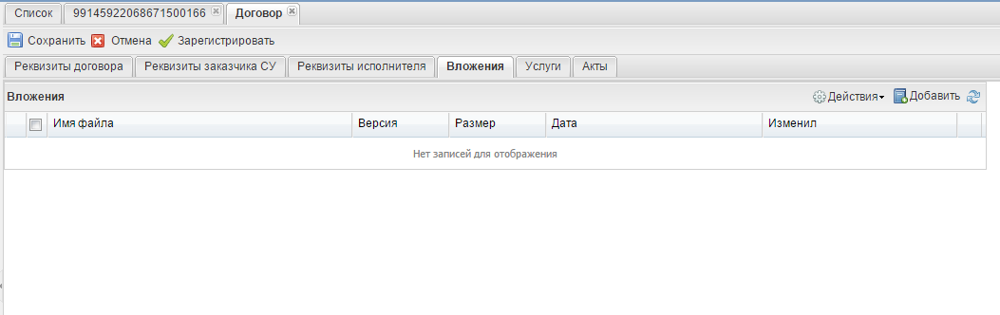 Список 99145922068671500166 Договор
Сохранить Отмена Зарегистрировать
Реквизиты договора Реквизиты заказчика СУ Реквизиты исполнителя Вложения Услуги Акты
Вложения Действия Добавить
Имя файла Версия Размер Дата Изменил
Нет записей для отображения